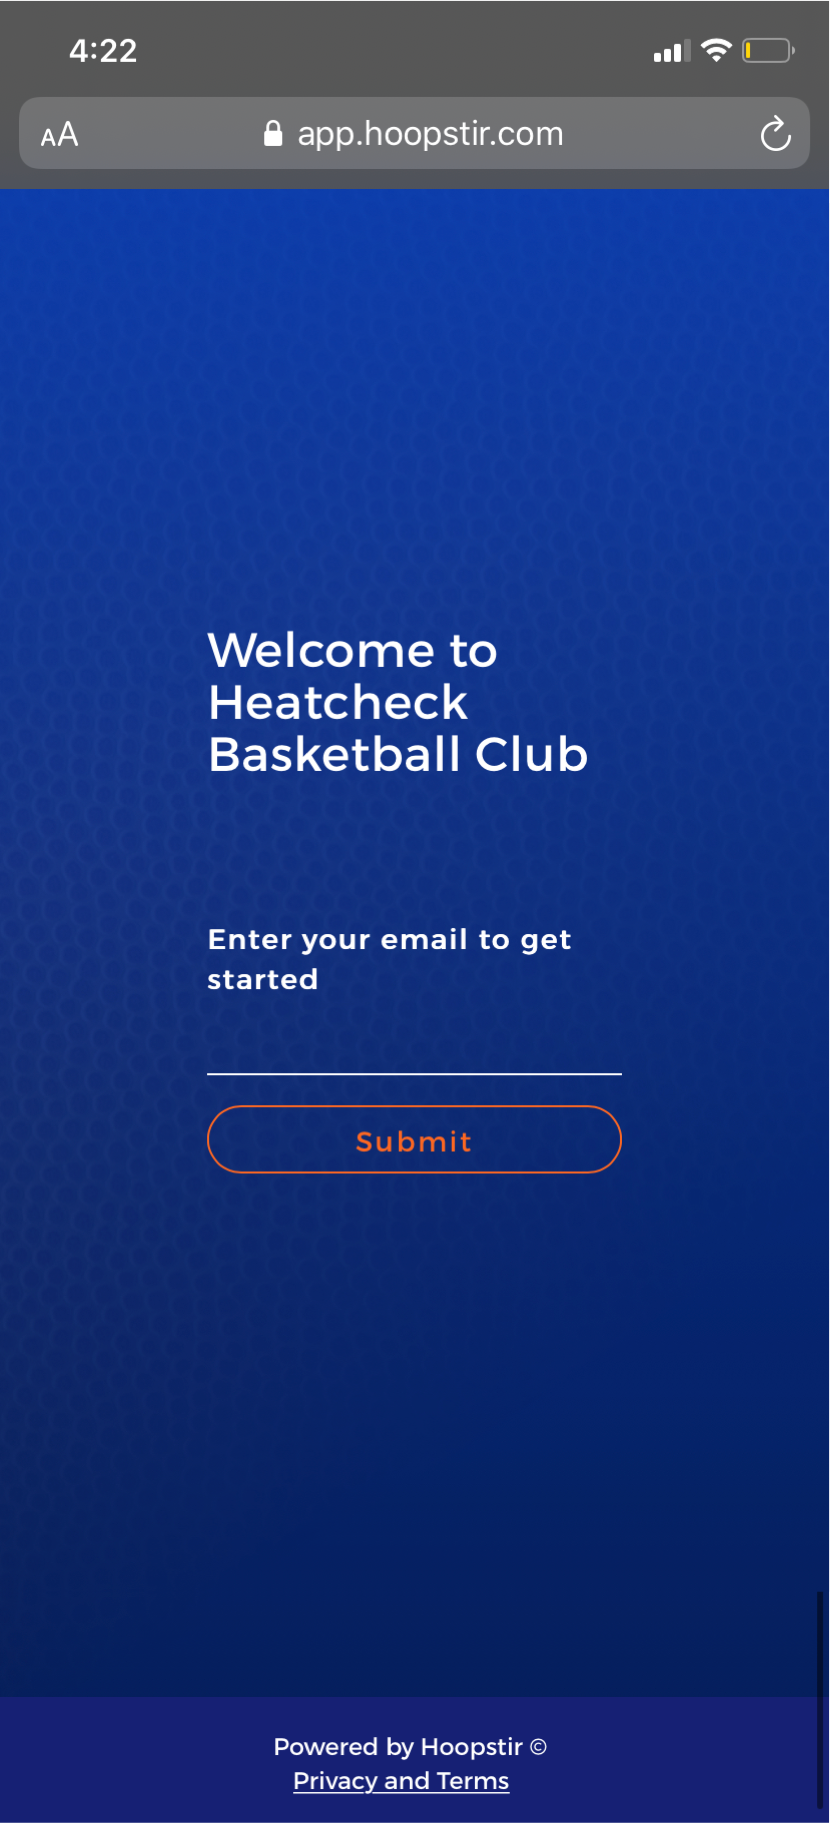 4:22
AA app.hoopstir.com
Welcome to
Heatcheck
Basketball Club
Enter your email to get
started
Submit
Powered by Hoopstir ©
Privacy and Terms